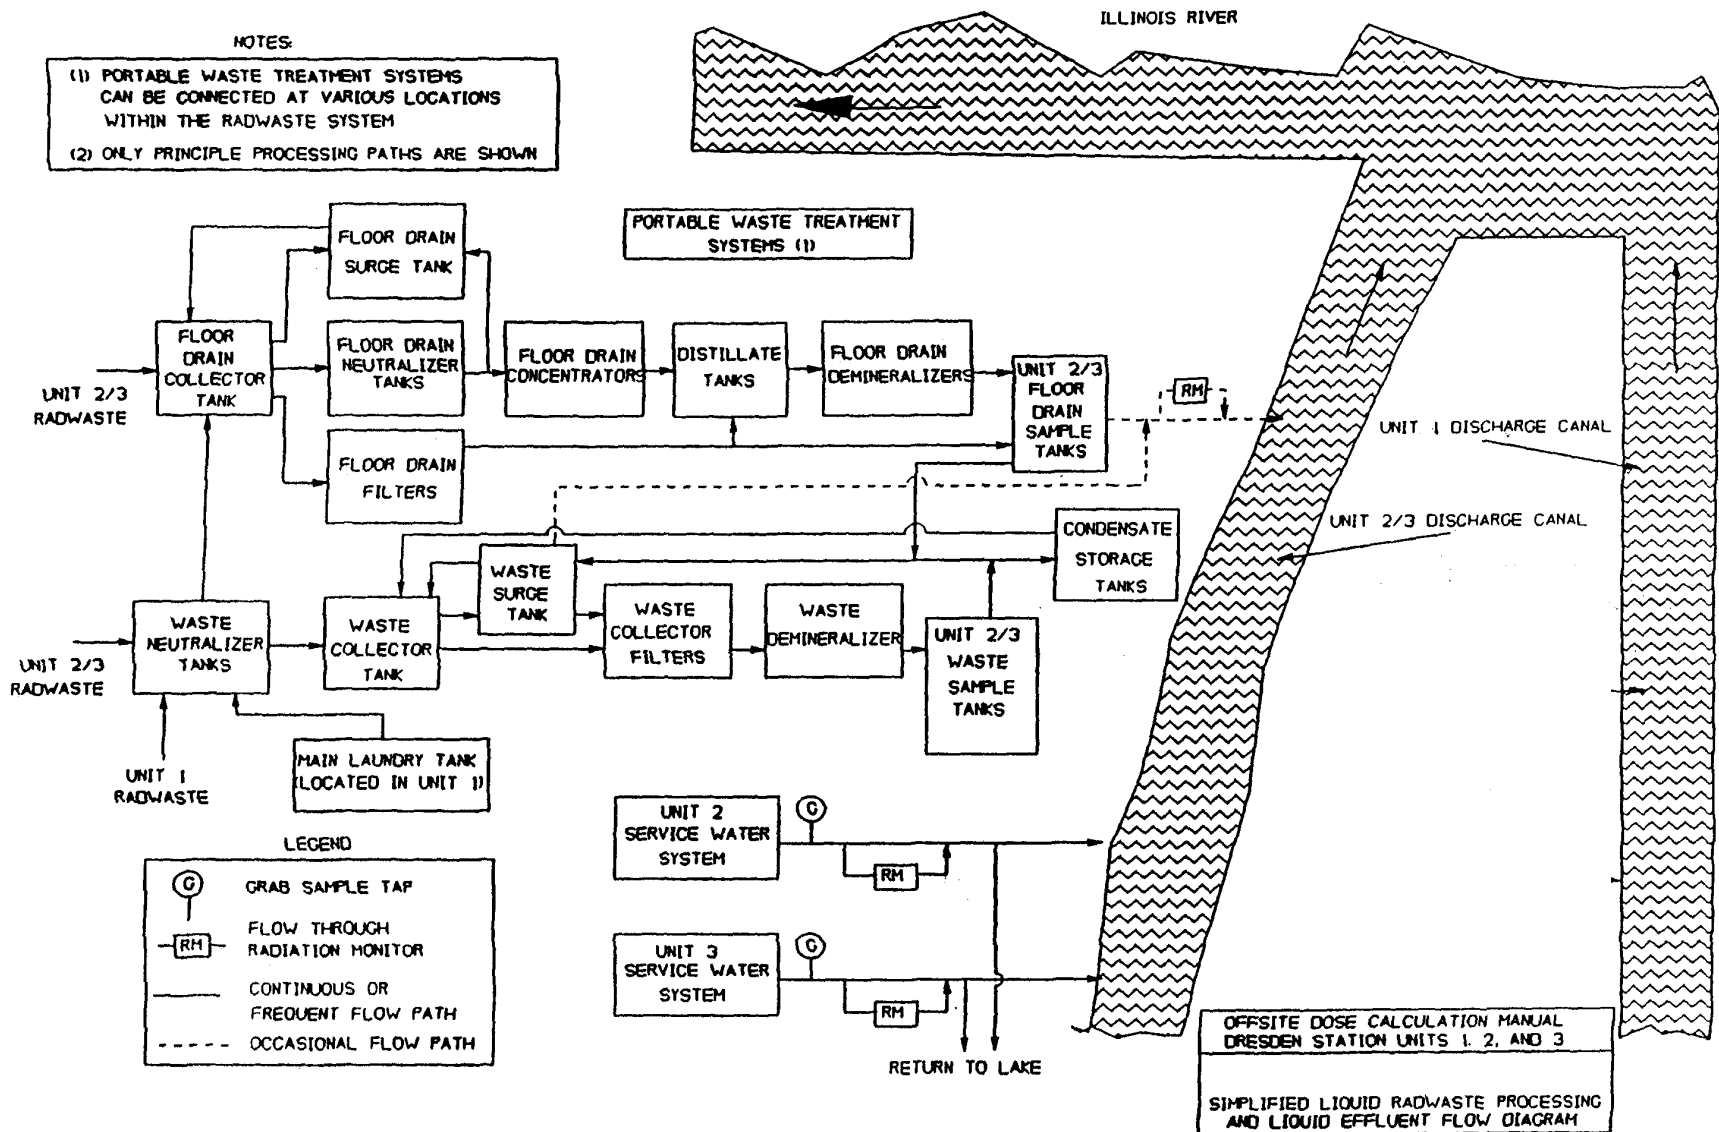 ILLINOIS RIVER
NOTES:
(1) PORTABLE WASTE TREATMENT SYSTEMS
CAN BE CONNECTED AT VARIOUS LOCATIONS
WITHIN THE RADWASTE SYSTEM
(2) ONLY PRINCIPLE PROCESSING PATHS ARE SHOWN
PORTABLE WASTE TREATMENT
SYSTEMS (1)
FLOOR DRAIN
SURGE TANK
FLOOR
DRAIN
COLLECTOR
TANK
FLOOR DRAIN
NEUTRALIZER
TANKS
FLOOR DRAIN
CONCENTRATORS
DISTILLATE
TANKS
FLOOR DRAIN
DEMINERALIZERS
UNIT 2/3
FLOOR
DRAIN
SAMPLE
TANKS
RM
UNIT 2/3
RADWASTE
FLOOR DRAIN
FILTERS
UNIT 1 DISCHARGE CANAL
UNIT 2/3 DISCHARGE CANAL
CONDENSATE
STORAGE
TANKS
WASTE
SURGE
TANK
WASTE
NEUTRALIZER
TANKS
WASTE
COLLECTOR
TANK
WASTE
COLLECTOR
FILTERS
WASTE
DEMINERALIZER
UNIT 2/3
WASTE
SAMPLE
TANKS
UNIT 2/3
RADWASTE
UNIT 1
RADWASTE
MAIN LAUNDRY TANK
(LOCATED IN UNIT 1)
UNIT 2
SERVICE WATER
SYSTEM
G
RM
UNIT 3
SERVICE WATER
SYSTEM
G
RM
RETURN TO LAKE
LEGEND
G
GRAB SAMPLE TAP
RM
FLOW THROUGH
RADIATION MONITOR
CONTINUOUS OR
FREQUENT FLOW PATH
OCCASIONAL FLOW PATH
OFFSITE DOSE CALCULATION MANUAL
DRESDEN STATION UNITS 1, 2, AND 3
SIMPLIFIED LIQUID RADWASTE PROCESSING
AND LIQUID EFFLUENT FLOW DIAGRAM